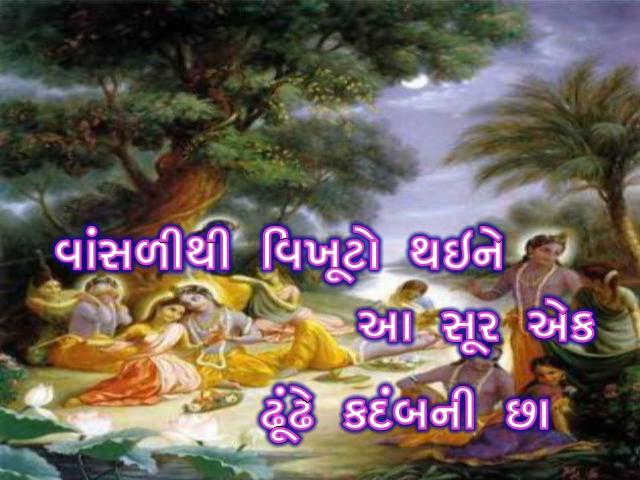 વાંસળીથી વિખૂટો થઇને
આ સૂર એક
ઢૂંઢે કદંબની છા